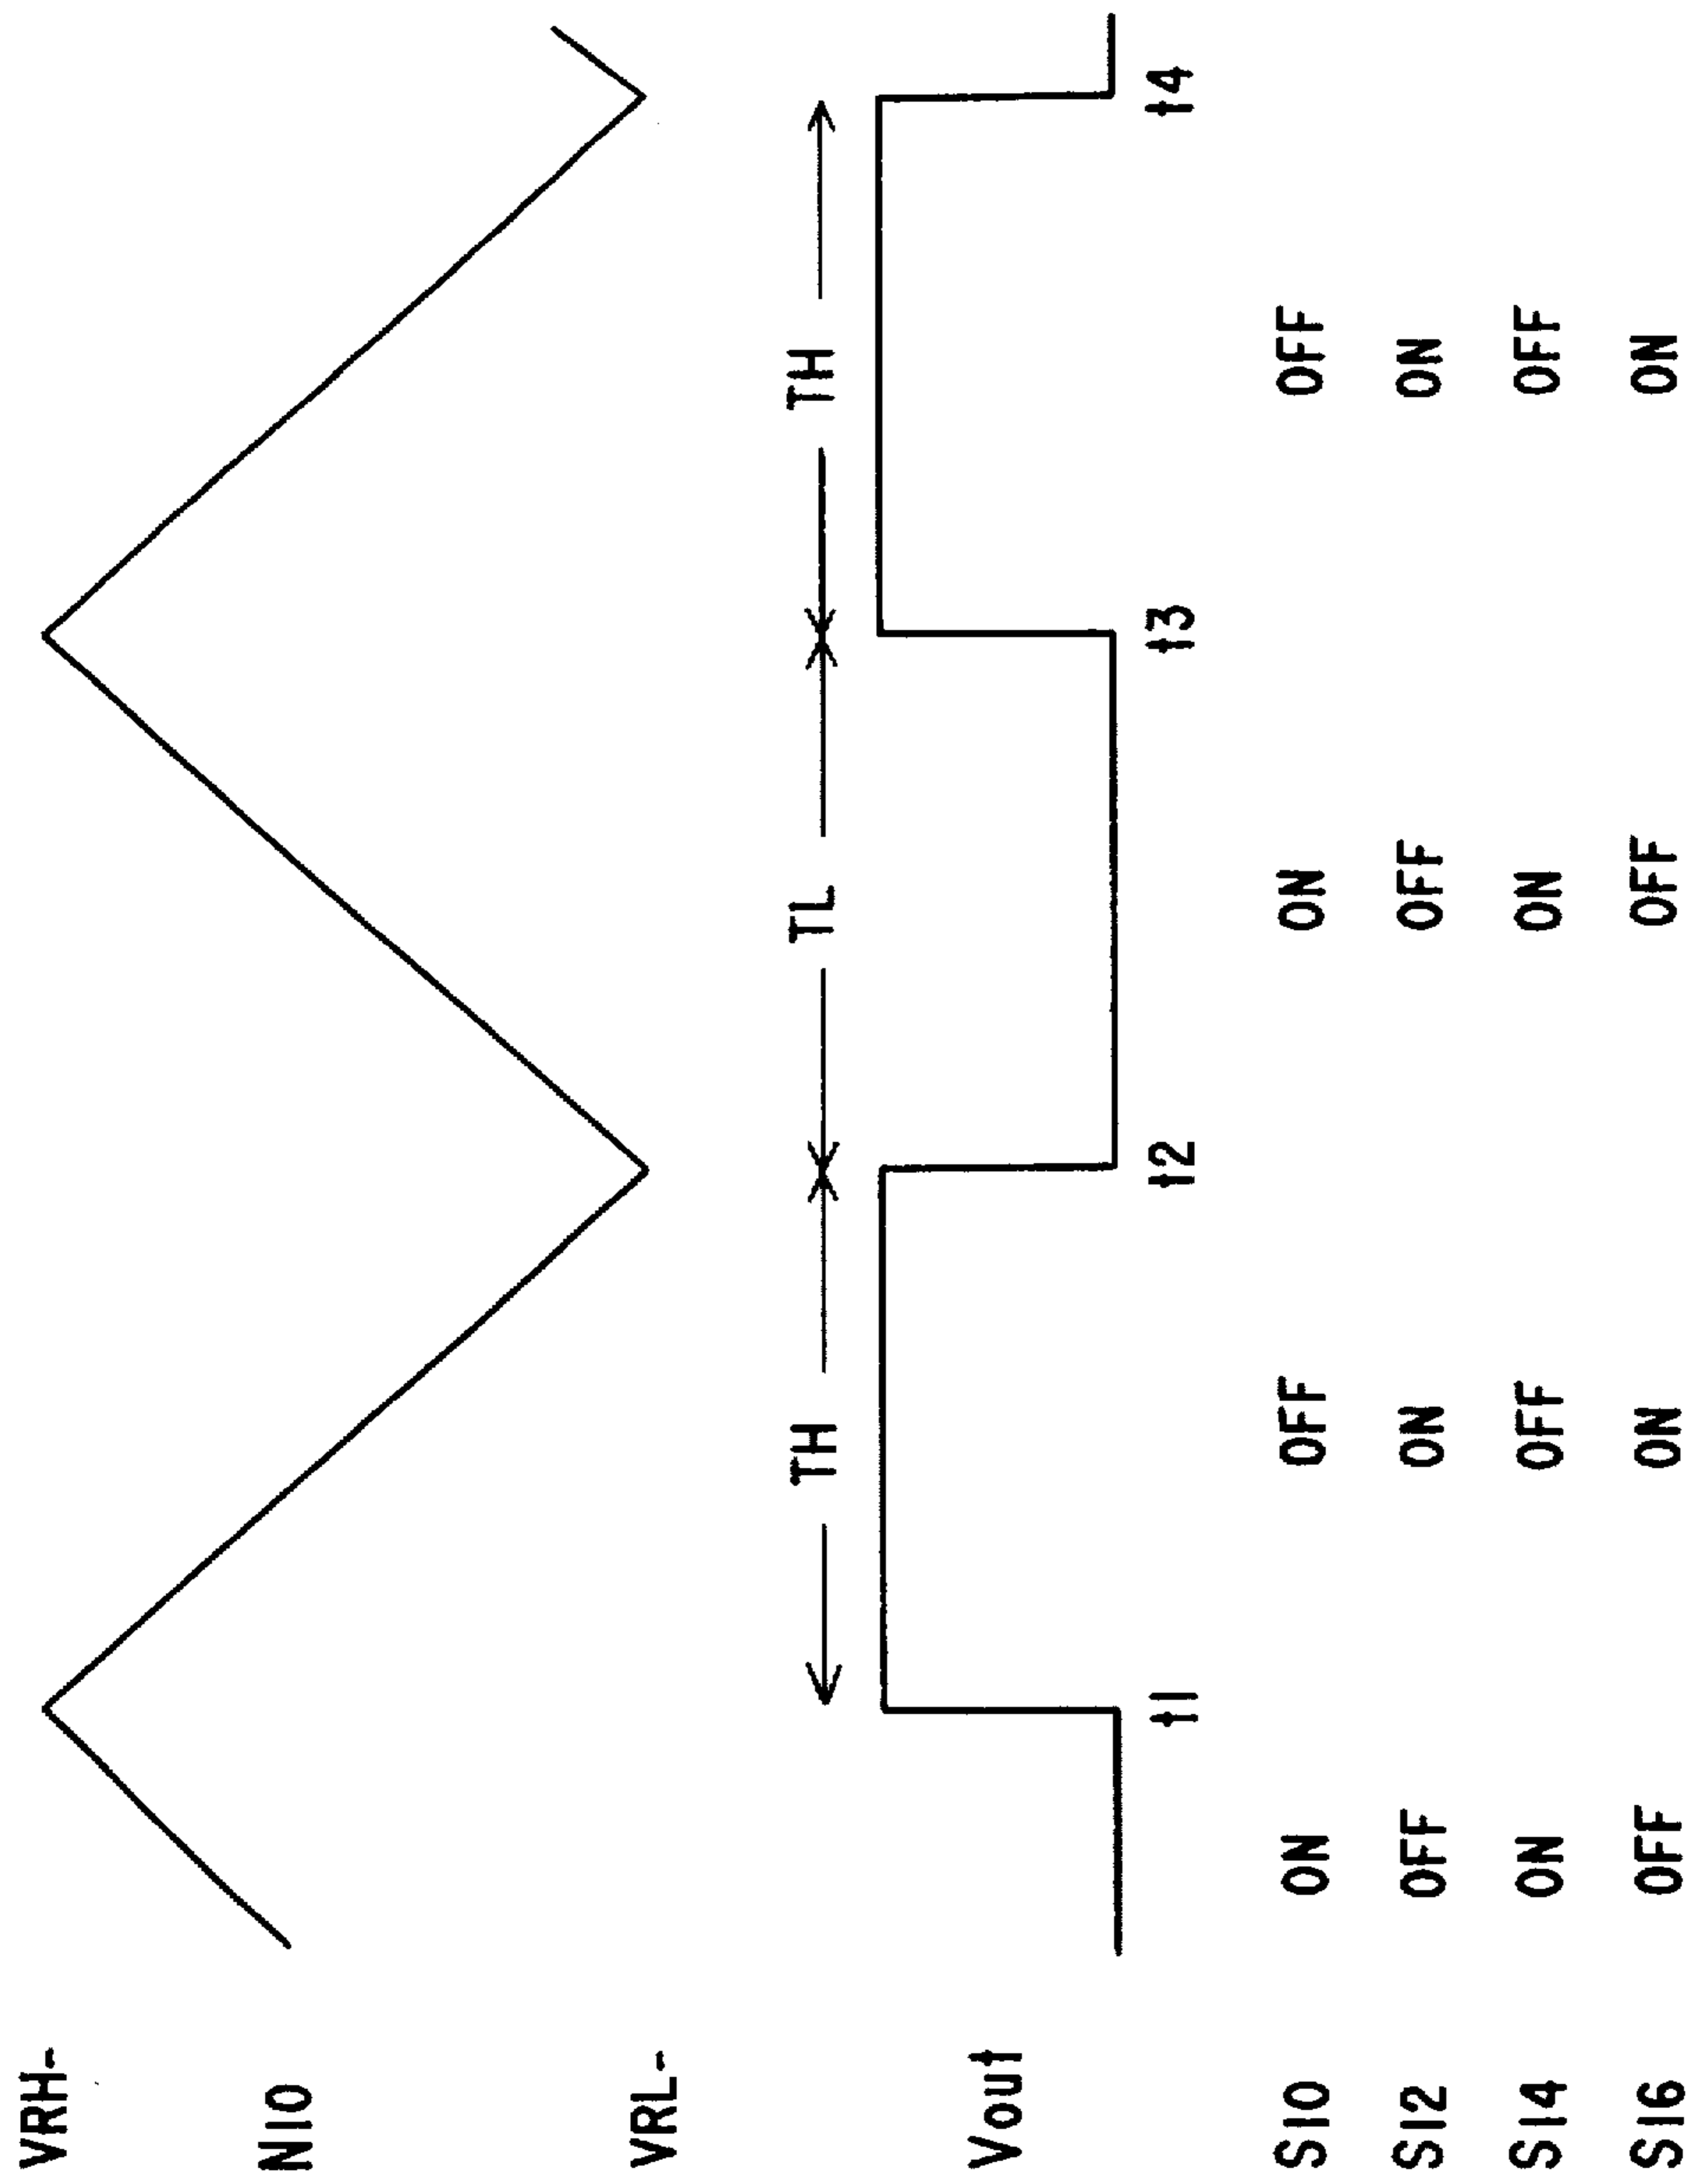 VRH-
N10
VRL-
TH TL TH
Vout
t1 t2 t3 t4
S10 ON OFF ON OFF
S12 OFF ON OFF ON
S14 ON OFF ON OFF
S16 OFF ON OFF ON